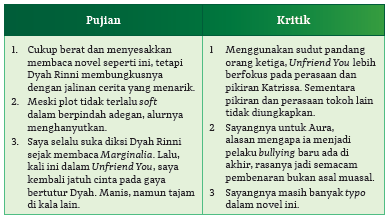 Pujian
1. Cukup berat dan menyesakkan
membaca novel seperti ini, tetapi
Dyah Rinni membungkusnya
dengan jalinan cerita yang menarik.
2. Meski plot tidak terlalu soft
dalam berpindah adegan, alurnya
menghanyutkan.
3. Saya selalu suka diksi Dyah Rinni
sejak membaca Marginalia. Lalu,
kali ini dalam Unfriend You, saya
kembali jatuh cinta pada gaya
bertutur Dyah. Manis, namun tajam
di kala lain.
Kritik
1 Menggunakan sudut pandang
orang ketiga, Unfriend You lebih
berfokus pada perasaan dan
pikiran Katrissa. Sementara
pikiran dan perasaan tokoh lain
tidak diungkapkan.
2 Sayangnya untuk Aura,
alasan mengapa ia menjadi
pelaku bullying baru ada di
akhir, rasanya jadi semacam
pembenaran bukan asal muasal.
3 Sayangnya masih banyak typo
dalam novel ini.